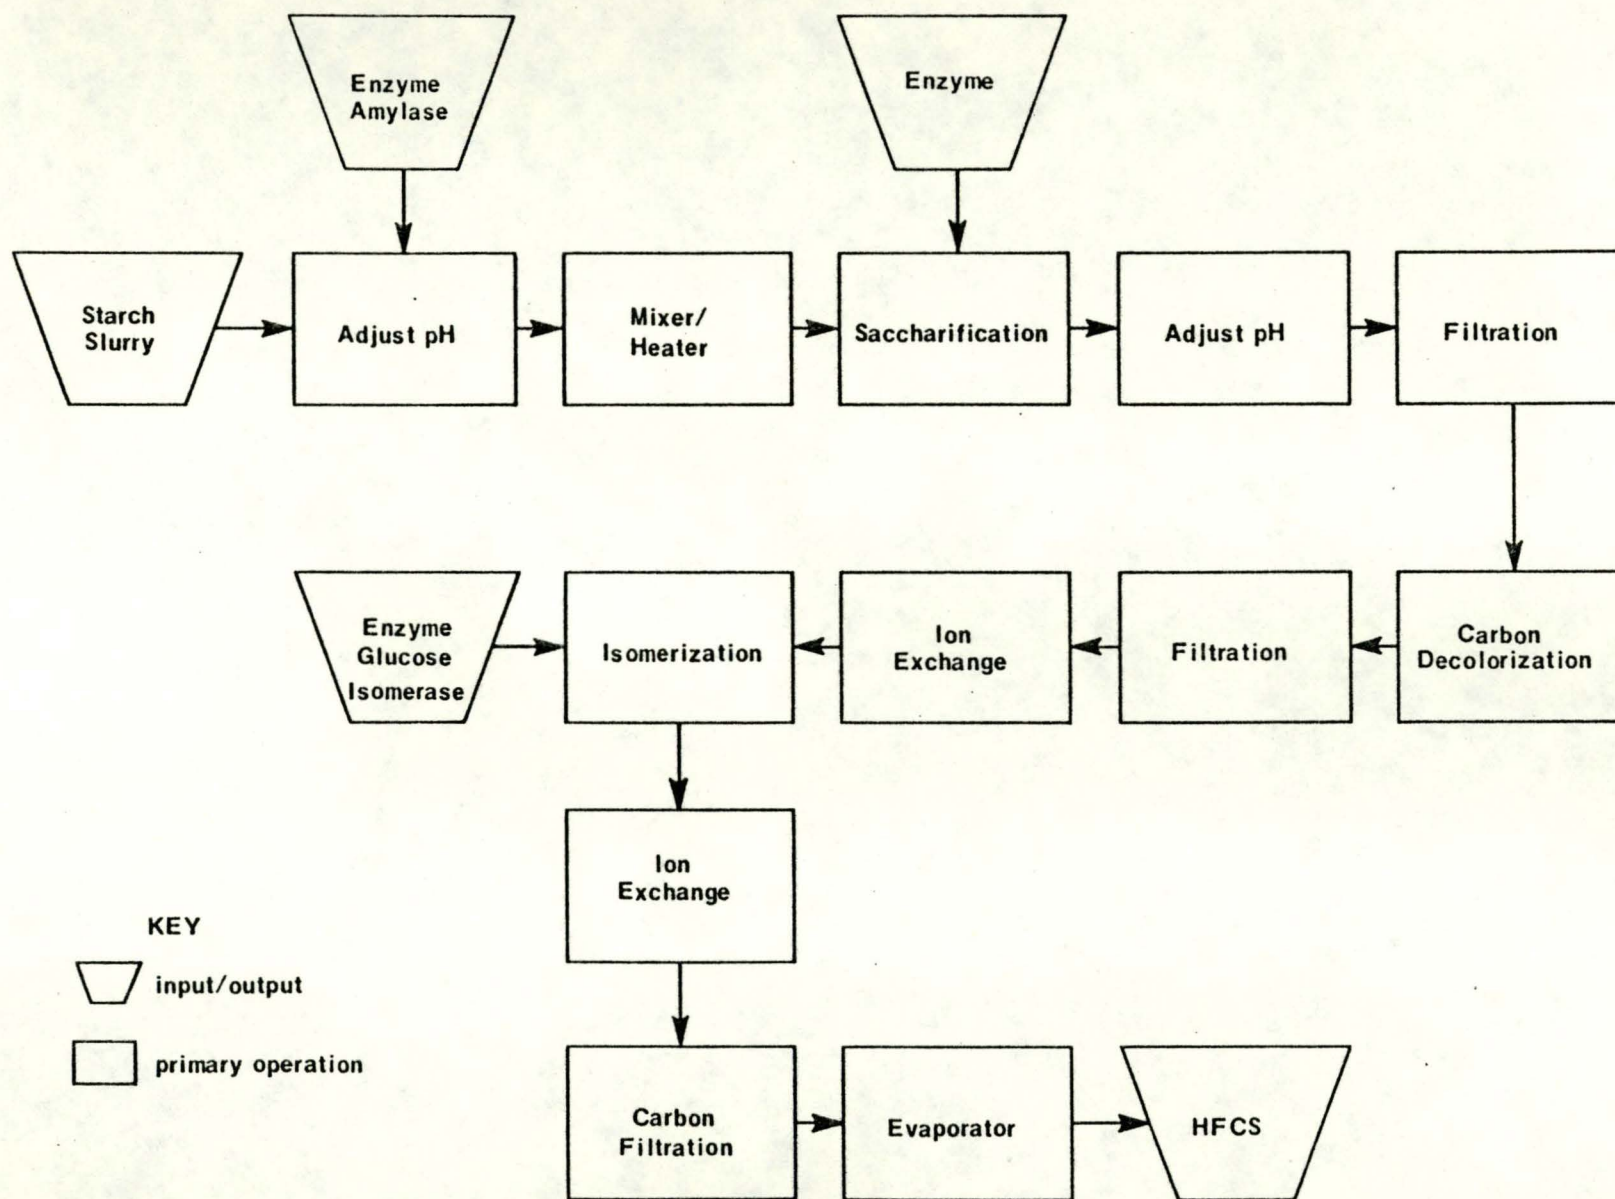 Enzyme
Amylase
Enzyme
Starch
Slurry
Adjust pH
Mixer/
Heater
Saccharification
Adjust pH
Filtration
Enzyme
Glucose
Isomerase
Isomerization
Ion
Exchange
Filtration
Carbon
Decolorization
Ion
Exchange
KEY
input/output
primary operation
Carbon
Filtration
Evaporator
HFCS